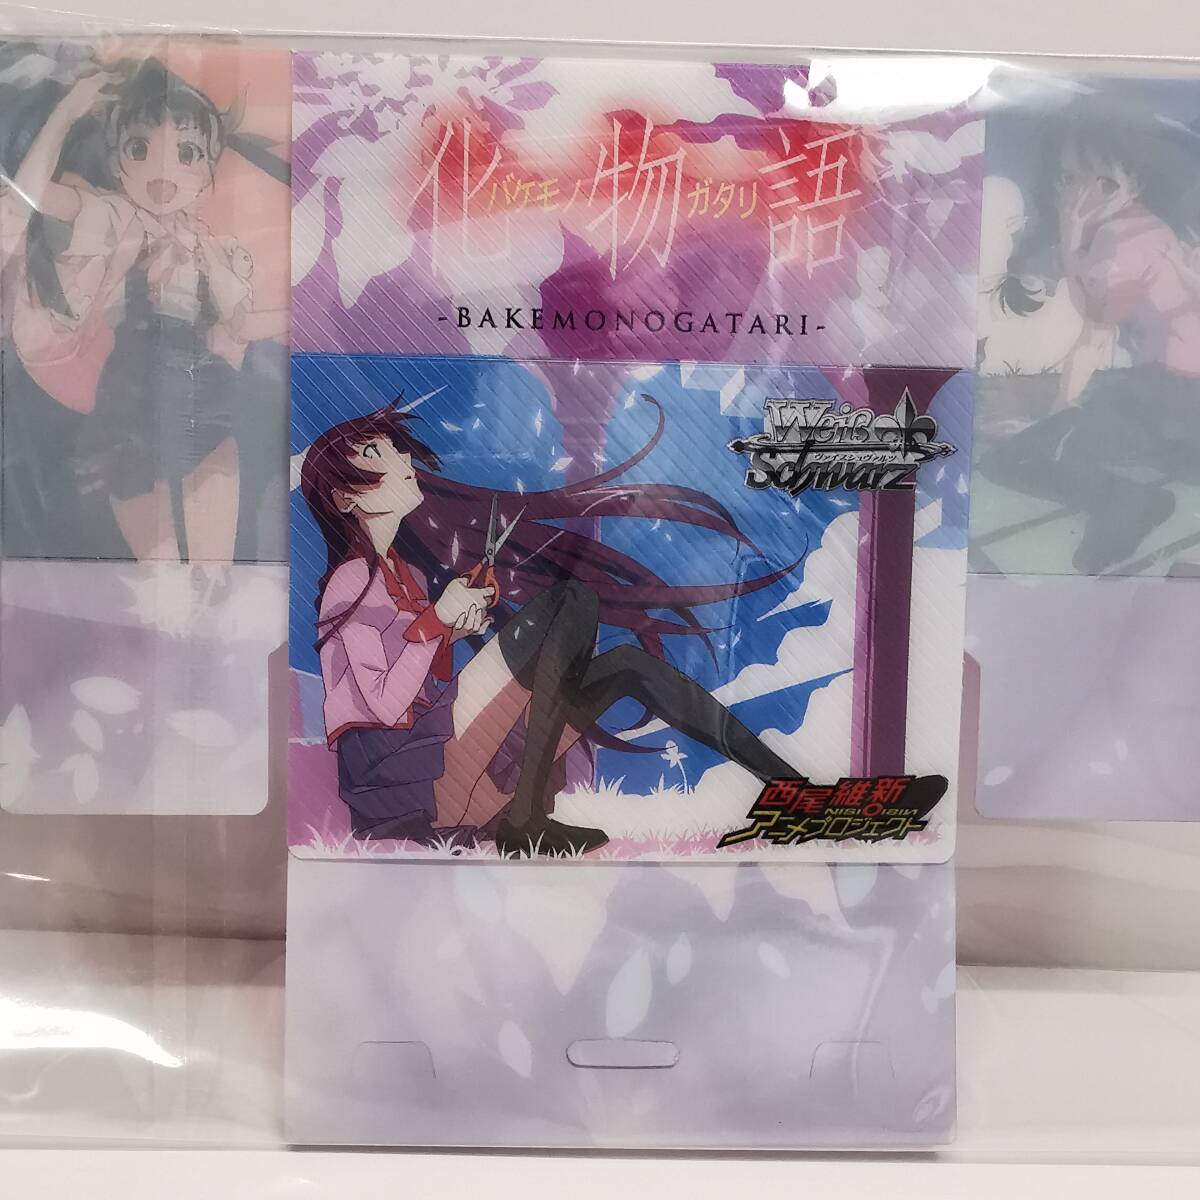 化物語
バケモノガタリ
-BAKEMONOGATARI-
Weiß
ヴァイスシュヴァルツ
Schwarz
西尾維新
NISIOISIN
アニメプロジェクト